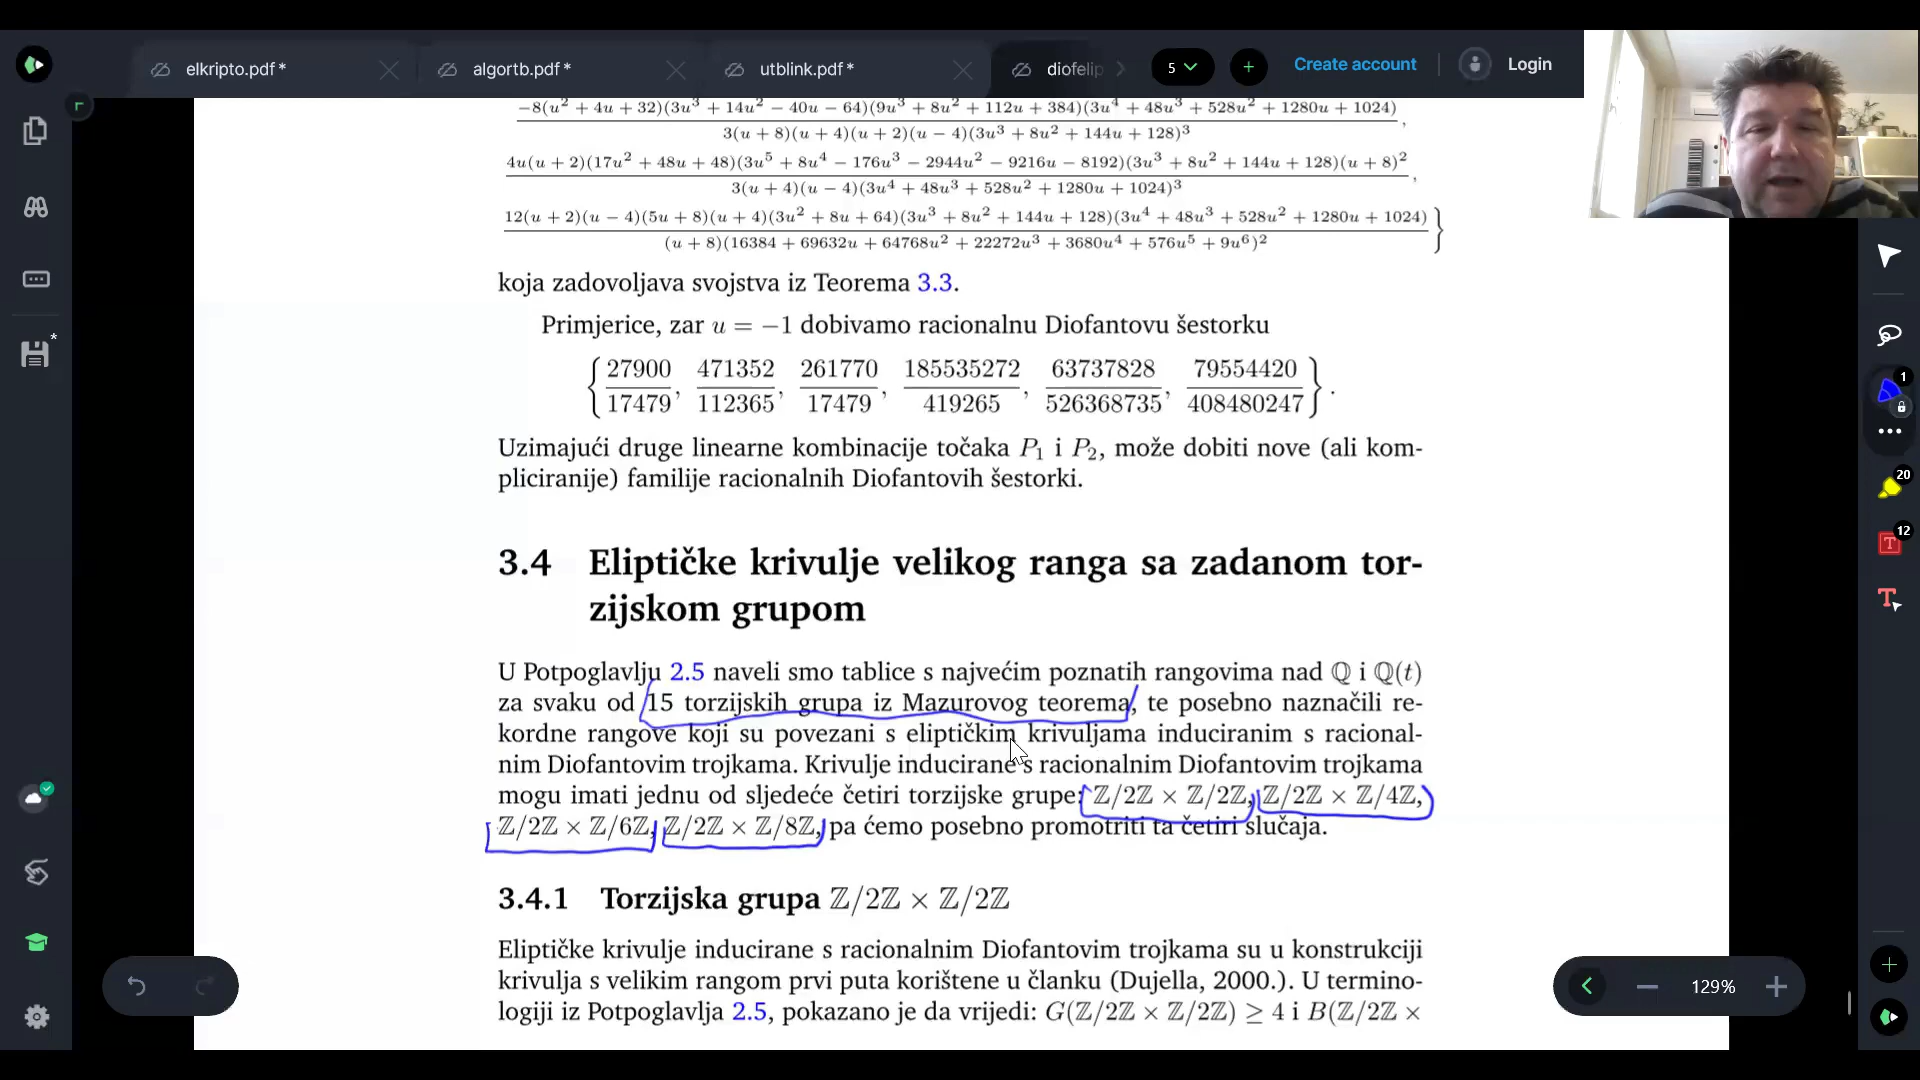 elkripto.pdf *
algortb.pdf *
utblink.pdf *
diofelip
5
Create account
Login
−8(u² + 4u + 32)(3u³ + 14u² − 40u − 64)(9u³ + 8u² + 112u + 384)(3u⁴ + 48u³ + 528u² + 1280u + 1024)
3(u + 8)(u + 4)(u + 2)(u − 4)(3u³ + 8u² + 144u + 128)³ ,
4u(u + 2)(17u² + 48u + 48)(3u⁵ + 8u⁴ − 176u³ − 2944u² − 9216u − 8192)(3u³ + 8u² + 144u + 128)(u + 8)²
3(u + 4)(u − 4)(3u⁴ + 48u³ + 528u² + 1280u + 1024)³ ,
12(u + 2)(u − 4)(5u + 8)(u + 4)(3u² + 8u + 64)(3u³ + 8u² + 144u + 128)(3u⁴ + 48u³ + 528u² + 1280u + 1024)
(u + 8)(16384 + 69632u + 64768u² + 22272u³ + 3680u⁴ + 576u⁵ + 9u⁶)² }
koja zadovoljava svojstva iz Teorema 3.3.
Primjerice, zar u = −1 dobivamo racionalnu Diofantovu šestorku
{ 27900/17479, 471352/112365, 261770/17479, 185535272/419265, 63737828/526368735, 79554420/408480247 } .
Uzimajući druge linearne kombinacije točaka P₁ i P₂, može dobiti nove (ali kom-
pliciranije) familije racionalnih Diofantovih šestorki.
3.4 Eliptičke krivulje velikog ranga sa zadanom tor-
zijskom grupom
U Potpoglavlju 2.5 naveli smo tablice s najvećim poznatih rangovima nad ℚ i ℚ(t)
za svaku od 15 torzijskih grupa iz Mazurovog teorema, te posebno naznačili re-
kordne rangove koji su povezani s eliptičkim krivuljama induciranim s racional-
nim Diofantovim trojkama. Krivulje inducirane s racionalnim Diofantovim trojkama
mogu imati jednu od sljedeće četiri torzijske grupe: ℤ/2ℤ × ℤ/2ℤ, ℤ/2ℤ × ℤ/4ℤ,
ℤ/2ℤ × ℤ/6ℤ, ℤ/2ℤ × ℤ/8ℤ, pa ćemo posebno promotriti ta četiri slučaja.
3.4.1 Torzijska grupa ℤ/2ℤ × ℤ/2ℤ
Eliptičke krivulje inducirane s racionalnim Diofantovim trojkama su u konstrukciji
krivulja s velikim rangom prvi puta korištene u članku (Dujella, 2000.). U termino-
logiji iz Potpoglavlja 2.5, pokazano je da vrijedi: G(ℤ/2ℤ × ℤ/2ℤ) ≥ 4 i B(ℤ/2ℤ ×
1
20
12
T
T
129%